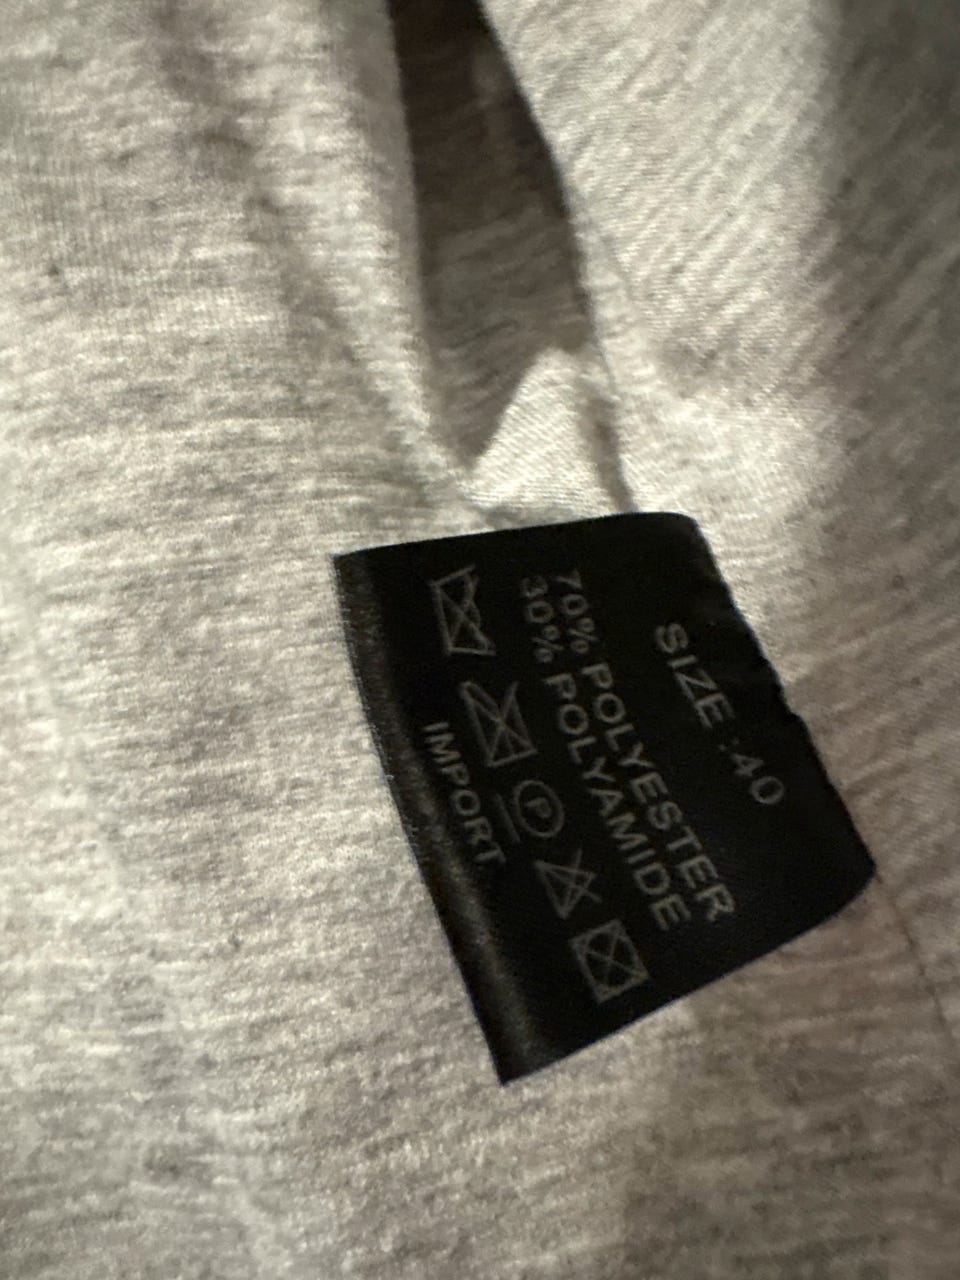 SIZE :40
70% POLYESTER
30% POLYAMIDE
P
IMPORT